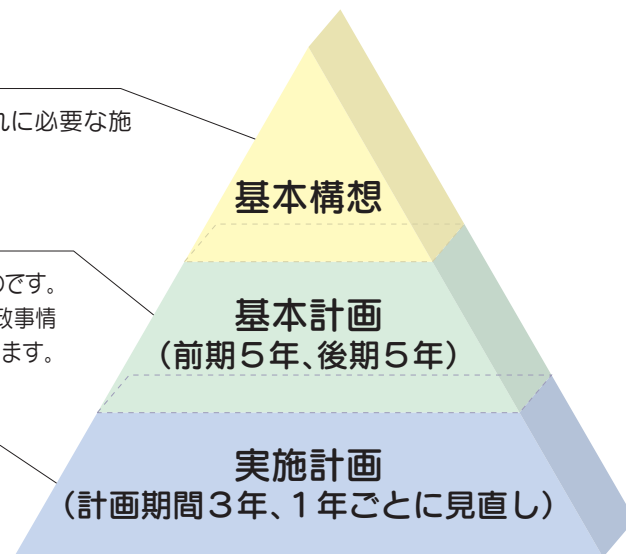 れに必要な施
基本構想
のです。
政事情
ます。
基本計画
（前期５年、後期５年）
実施計画
（計画期間３年、１年ごとに見直し）